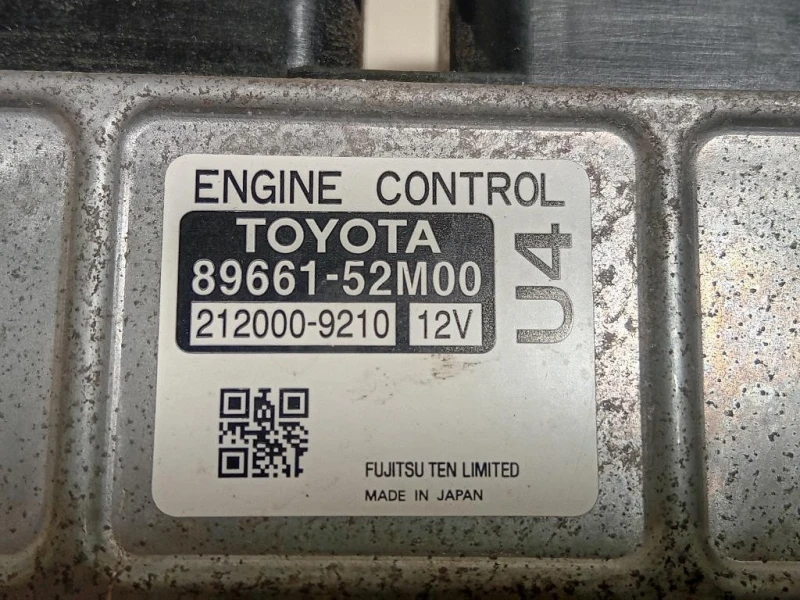 ENGINE CONTROL
TOYOTA
89661-52M00
212000-9210 12V
U4
FUJITSU TEN LIMITED
MADE IN JAPAN